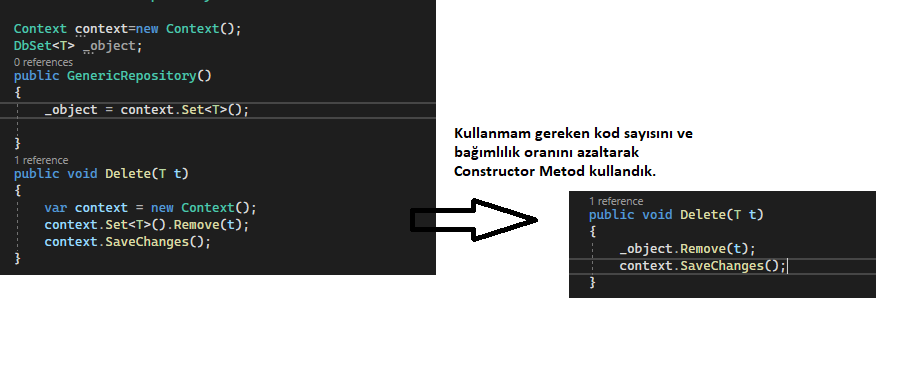 Context context=new Context();
DbSet<T> _object;
0 references
public GenericRepository()
{
_object = context.Set<T>();
}
1 reference
public void Delete(T t)
{
var context = new Context();
context.Set<T>().Remove(t);
context.SaveChanges();
}
Kullanmam gereken kod sayısını ve
bağımlılık oranını azaltarak
Constructor Metod kullandık.
1 reference
public void Delete(T t)
{
_object.Remove(t);
context.SaveChanges();
}